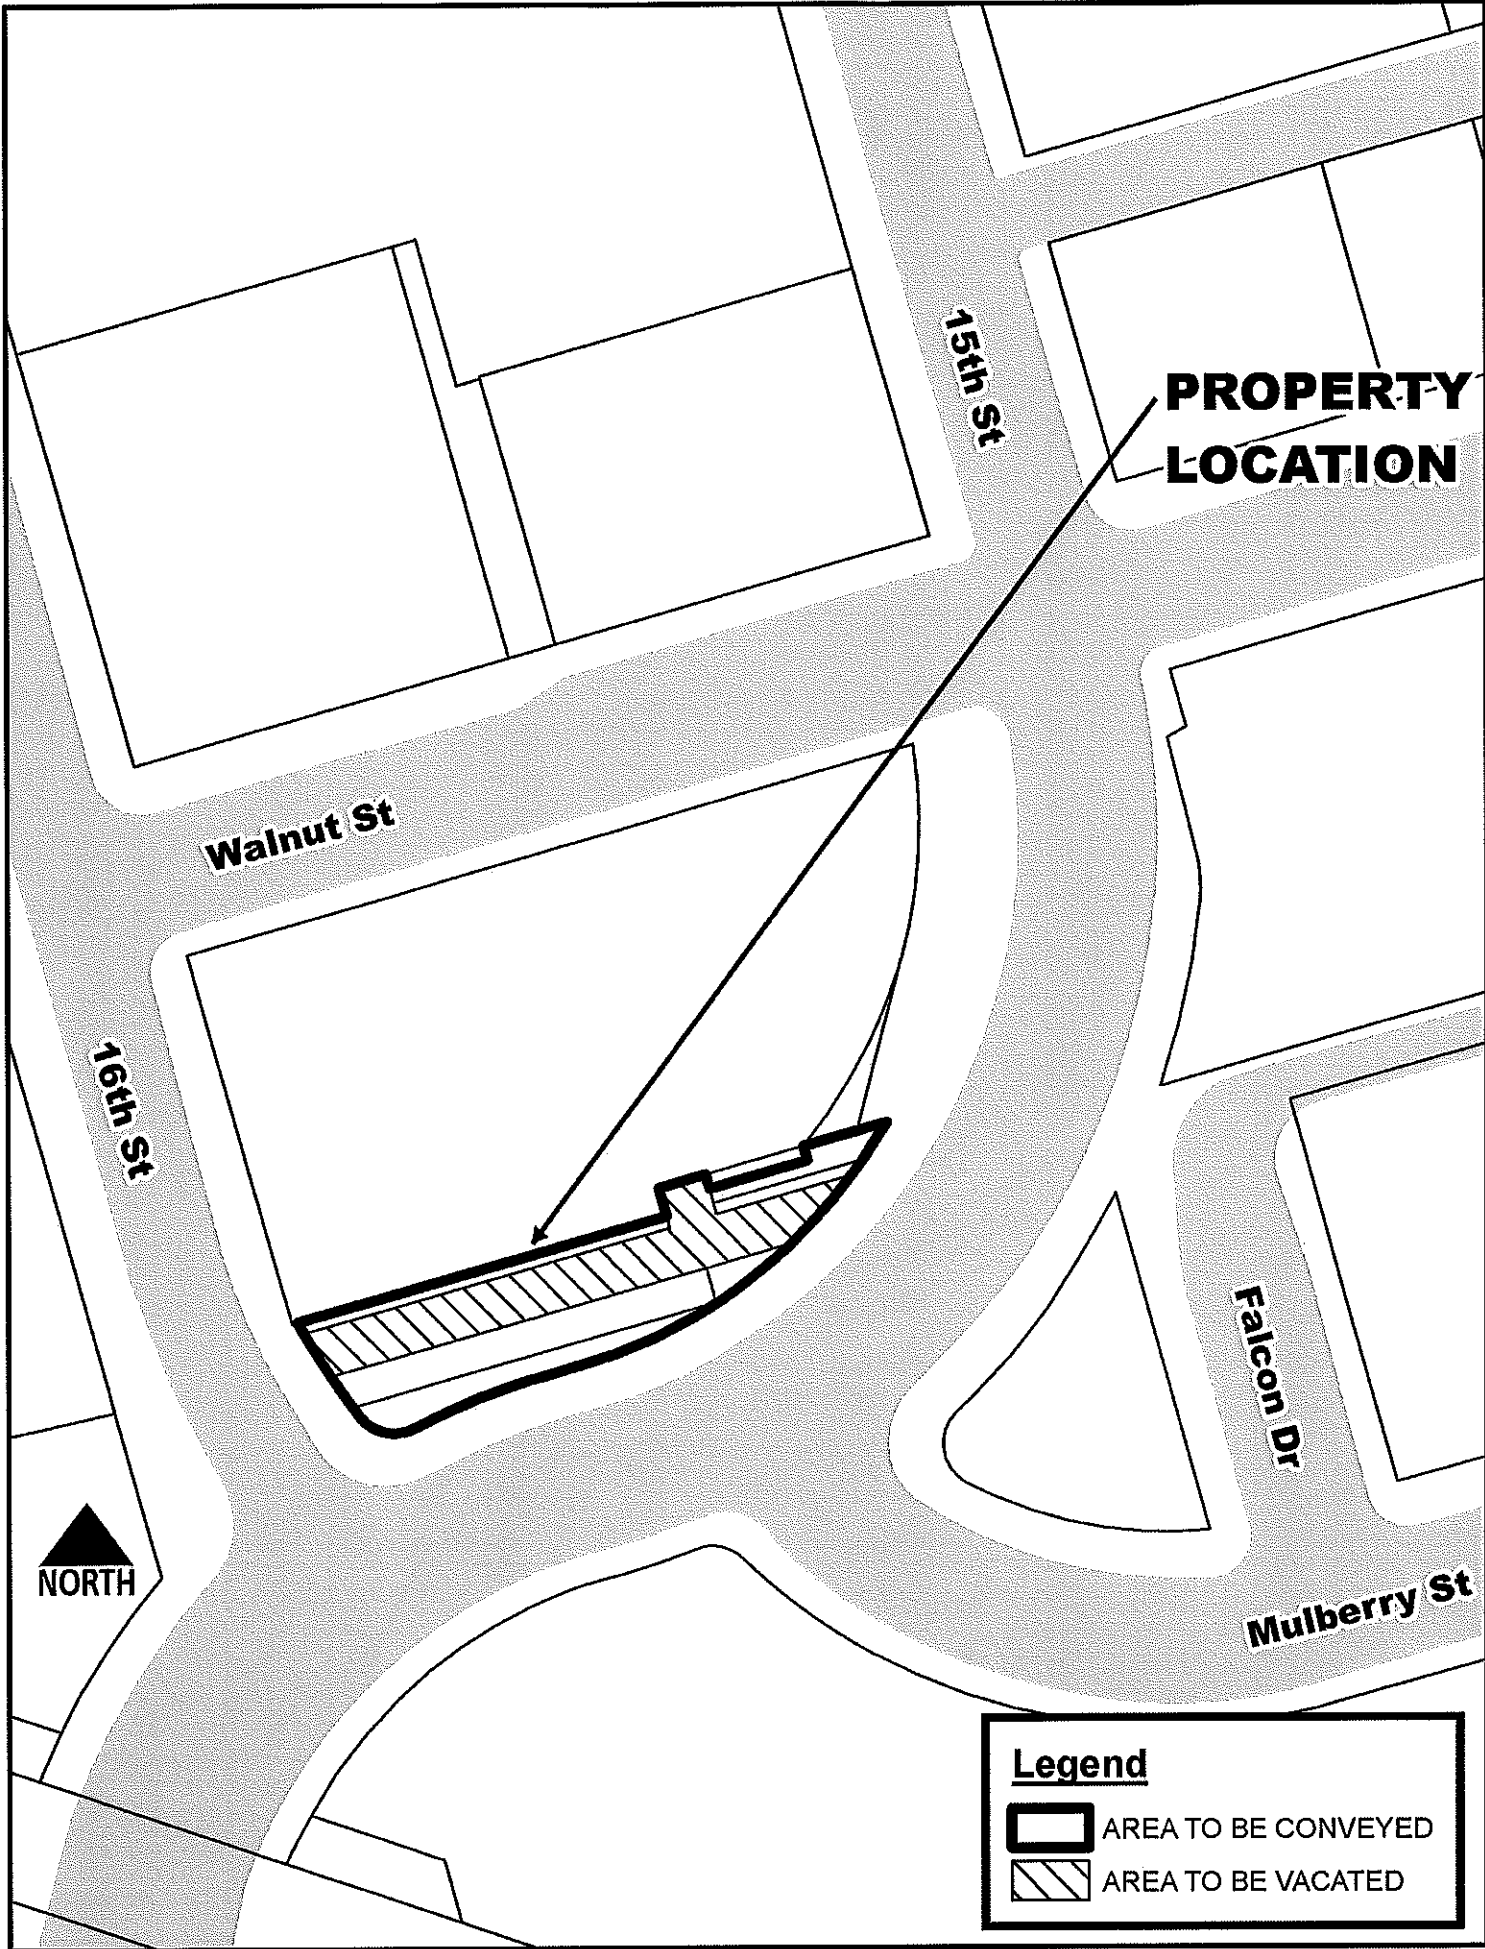 15th St
PROPERTY
LOCATION
Walnut St
16th St
Falcon Dr
NORTH
Mulberry St
Legend
AREA TO BE CONVEYED
AREA TO BE VACATED